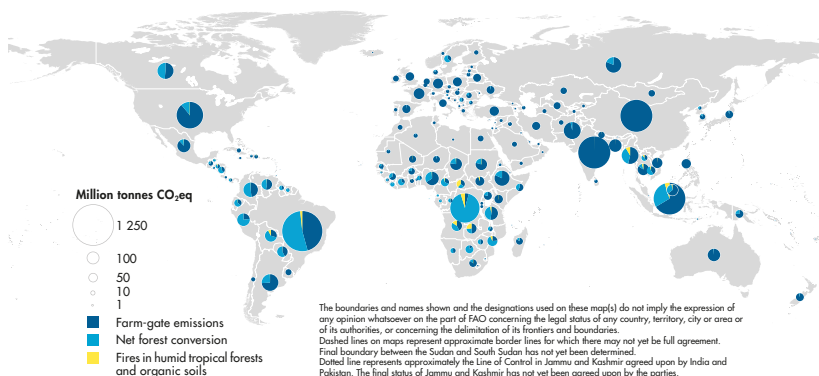 Million tonnes CO₂eq
1 250
100
50
10
1
Farm-gate emissions
Net forest conversion
Fires in humid tropical forests
and organic soils
The boundaries and names shown and the designations used on these map(s) do not imply the expression of
any opinion whatsoever on the part of FAO concerning the legal status of any country, territory, city or area or
of its authorities, or concerning the delimitation of its frontiers and boundaries.
Dashed lines on maps represent approximate border lines for which there may not yet be full agreement.
Final boundary between the Sudan and South Sudan has not yet been determined.
Dotted line represents approximately the Line of Control in Jammu and Kashmir agreed upon by India and
Pakistan. The final status of Jammu and Kashmir has not yet been agreed upon by the parties.